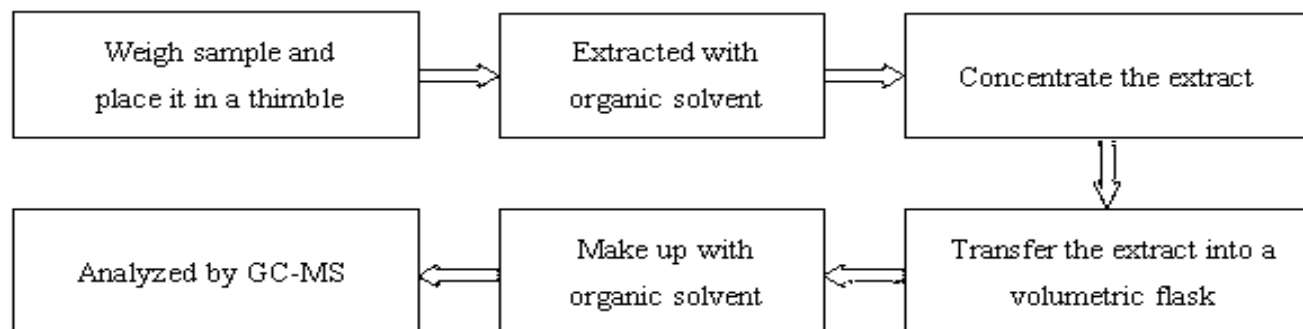 Weigh sample and
place it in a thimble
Extracted with
organic solvent
Concentrate the extract
Transfer the extract into a
volumetric flask
Make up with
organic solvent
Analyzed by GC-MS